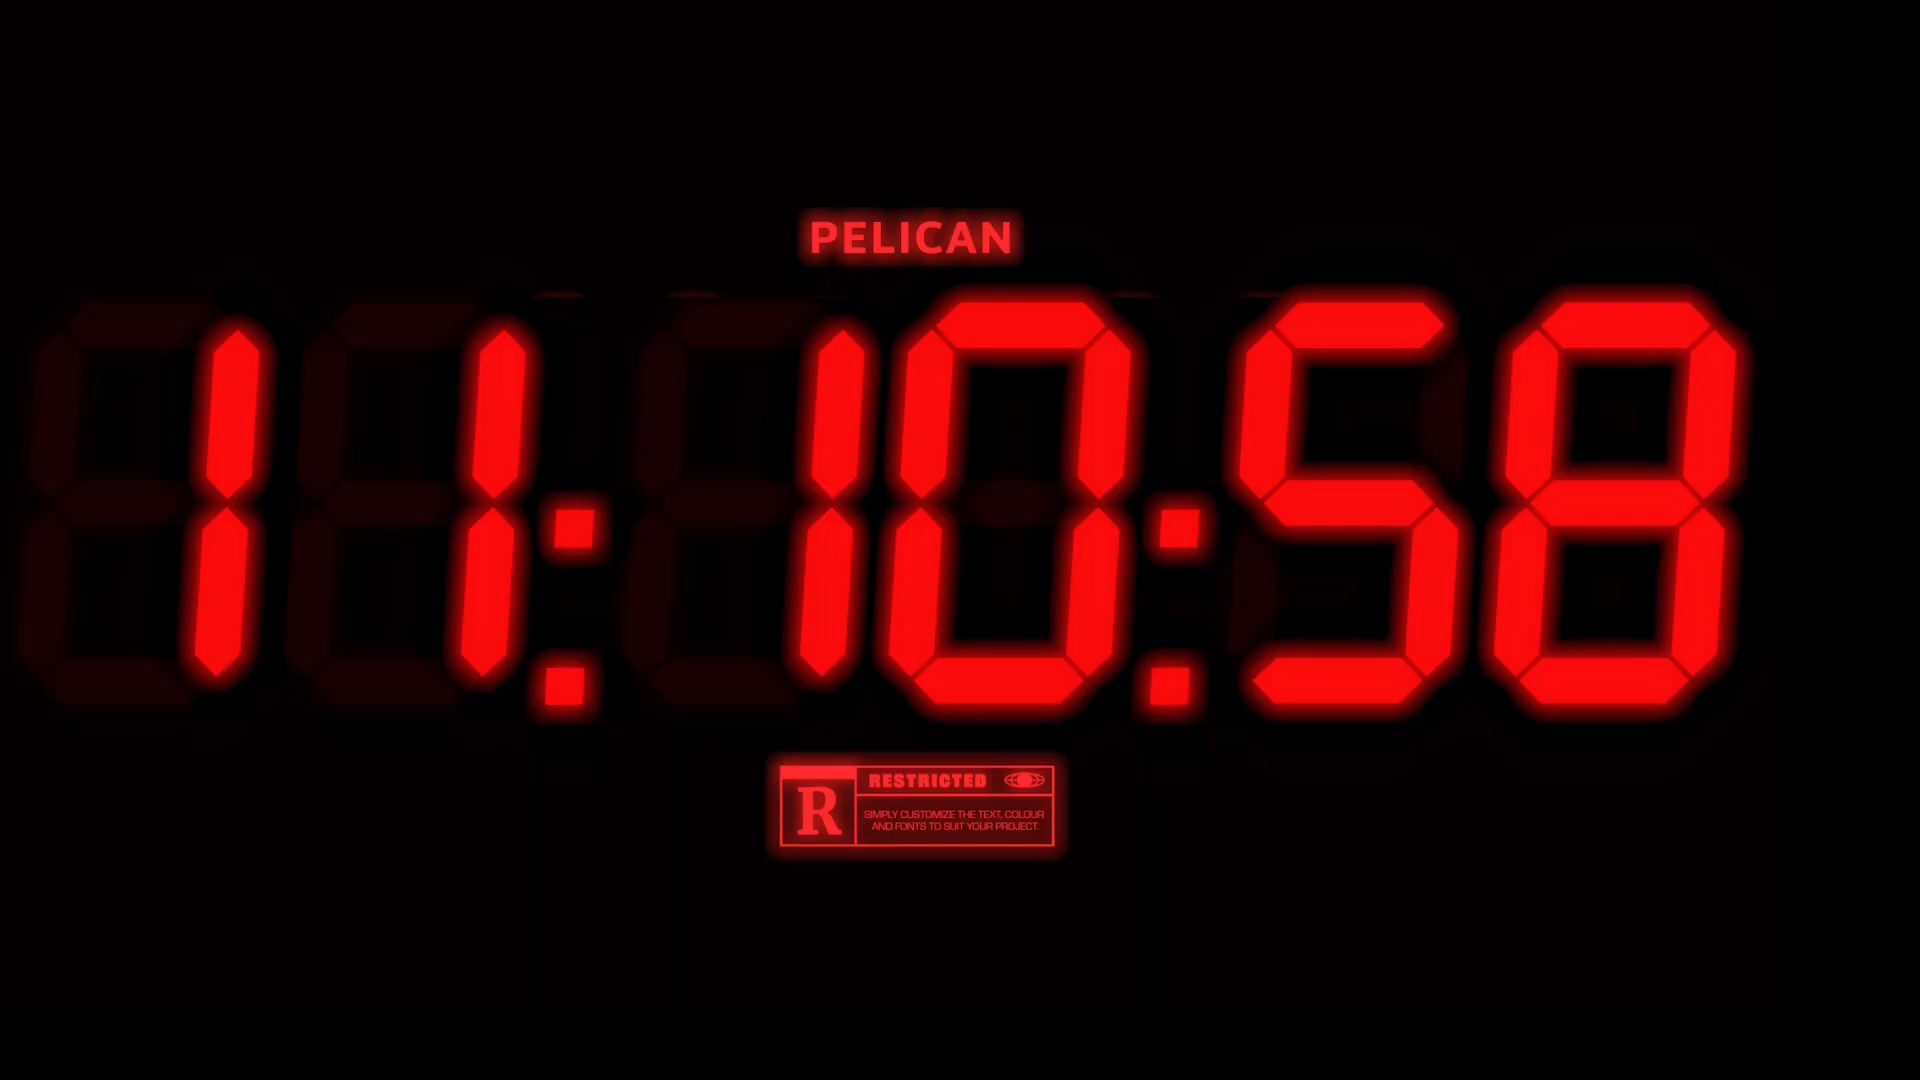 PELICAN
11:10:58
R
RESTRICTED
SIMPLY CUSTOMIZE THE TEXT, COLOUR
AND FONTS TO SUIT YOUR PROJECT.